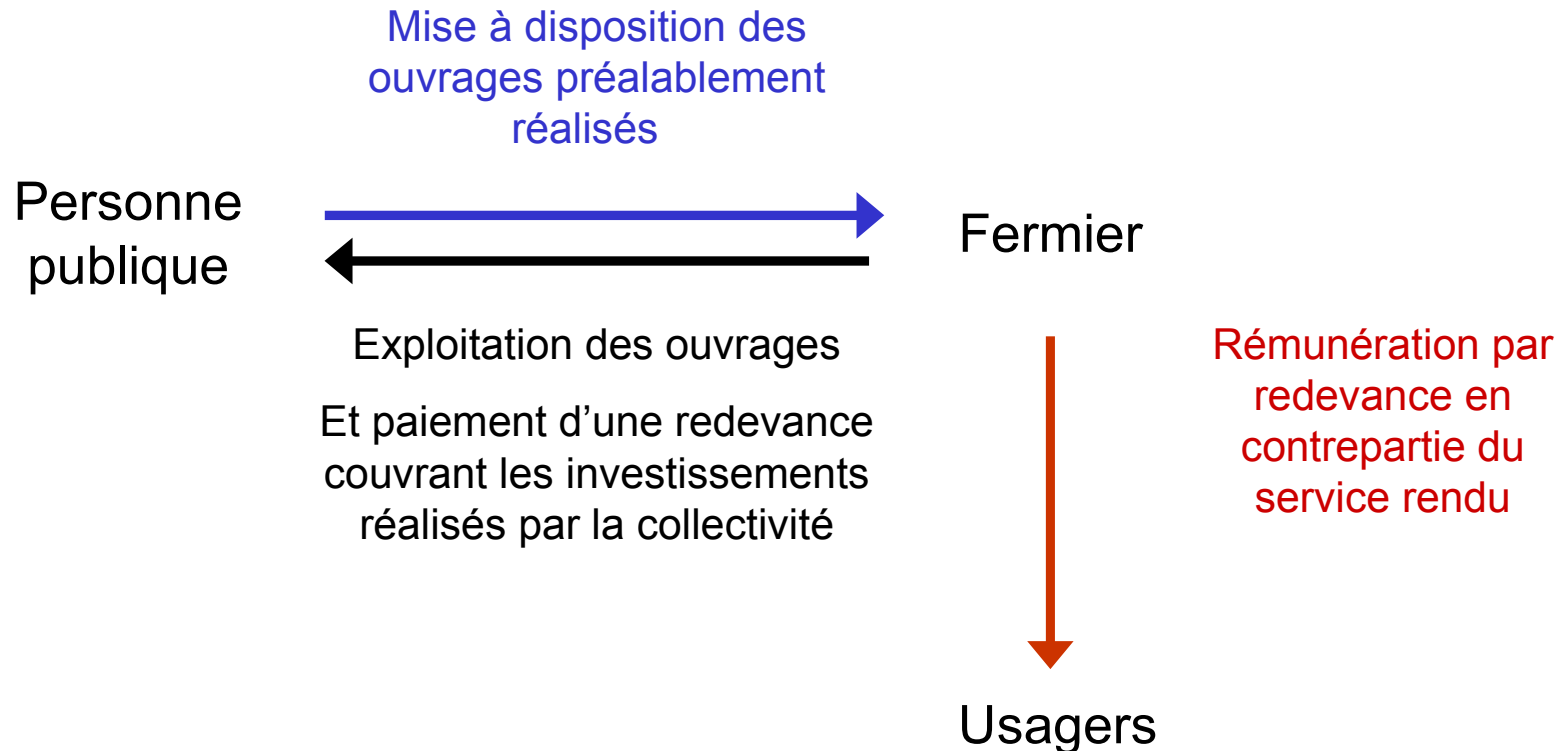 Mise à disposition des
ouvrages préalablement
réalisés
Personne
publique
Fermier
Exploitation des ouvrages
Et paiement d’une redevance
couvrant les investissements
réalisés par la collectivité
Rémunération par
redevance en
contrepartie du
service rendu
Usagers